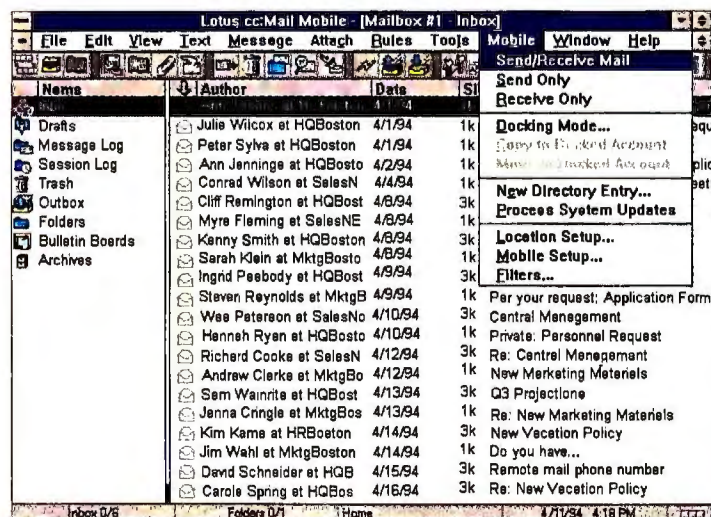 Lotus cc:Mail Mobile - [Mailbox #1 - Inbox]
File Edit View Text Message Attach Rules Tools Mobile Window Help
Send/Receive Mail
Send Only
Receive Only
Docking Mode...
Copy to Docked Account
Move to Docked Account
New Directory Entry...
Process System Updates
Location Setup...
Mobile Setup...
Filters...
Name
Drafts
Message Log
Session Log
Trash
Outbox
Folders
Bulletin Boards
Archives
Author Date
Julie Wilcox at HQBoston 4/1/94 1k
Peter Sylva at HQBoston 4/1/94 1k
Ann Jenninge at HQBosto 4/2/94 1k
Conrad Wilson at SalesN 4/4/94 1k
Cliff Remington at HQBost 4/8/94 3k
Myra Fleming at SalesNE 4/8/94 1k
Kenny Smith at HQBoston 4/8/94 3k
Sarah Klein at MktgBosto 4/8/94 1k
Ingrid Peebody at HQBost 4/9/94 3k
Steven Reynolds at MktgB 4/9/94 1k Per your request; Application Form
Wes Peterson at SalesNo 4/10/94 3k Central Management
Hannah Ryan at HQBosto 4/10/94 1k Private: Personnel Request
Richard Cooke at SalesN 4/12/94 3k Re: Central Management
Andrew Clarke at MktgBo 4/12/94 1k New Marketing Materials
Sam Wainrite at HQBost 4/13/94 3k Q3 Projections
Jenna Cringle at MktgBos 4/13/94 1k Re: New Marketing Materials
Kim Kame at HRBoston 4/14/94 3k New Vacation Policy
Jim Wahl at MktgBoston 4/14/94 1k Do you have...
David Schneider at HQB 4/15/94 3k Remote mail phone number
Carole Spring at HQBos 4/16/94 3k Re: New Vacation Policy
Inbox 0/6 Folders 0/1 Home 4/11/94 4:18 PM